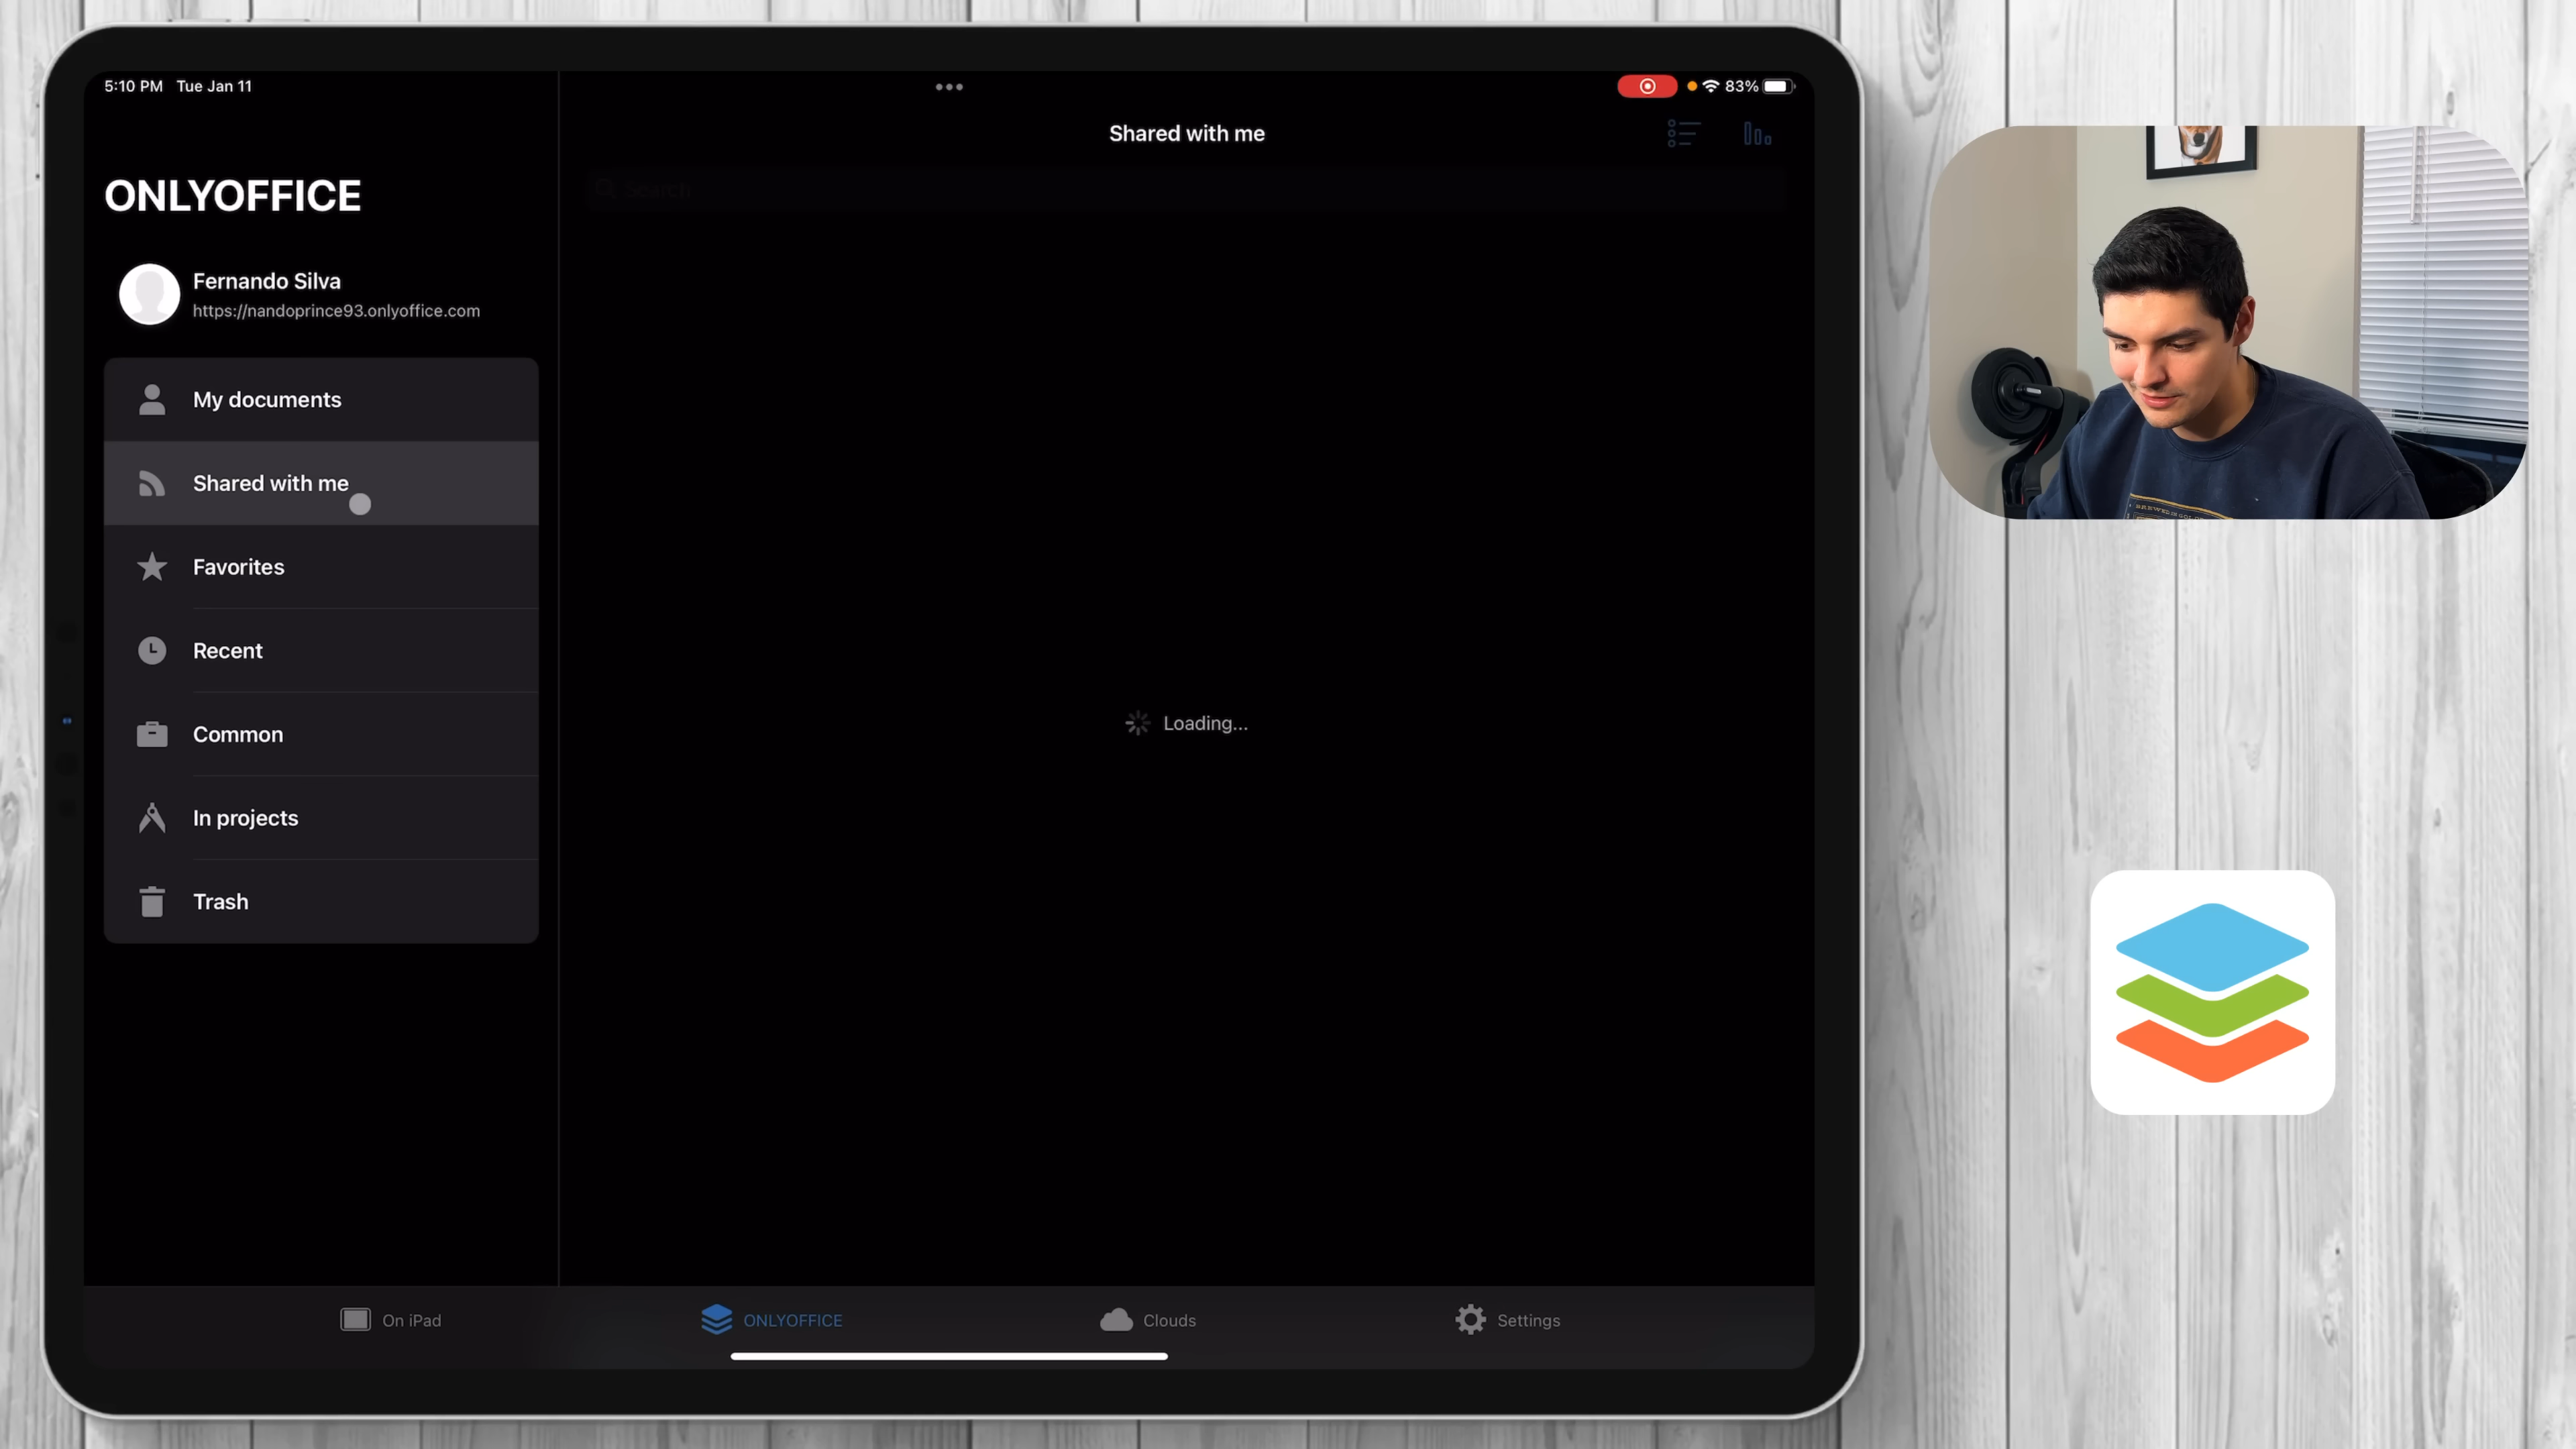 5:10 PM Tue Jan 11
83%
Shared with me
Search
ONLYOFFICE
Fernando Silva
https://nandoprince93.onlyoffice.com
My documents
Shared with me
Favorites
Recent
Common
In projects
Trash
Loading...
On iPad
ONLYOFFICE
Clouds
Settings